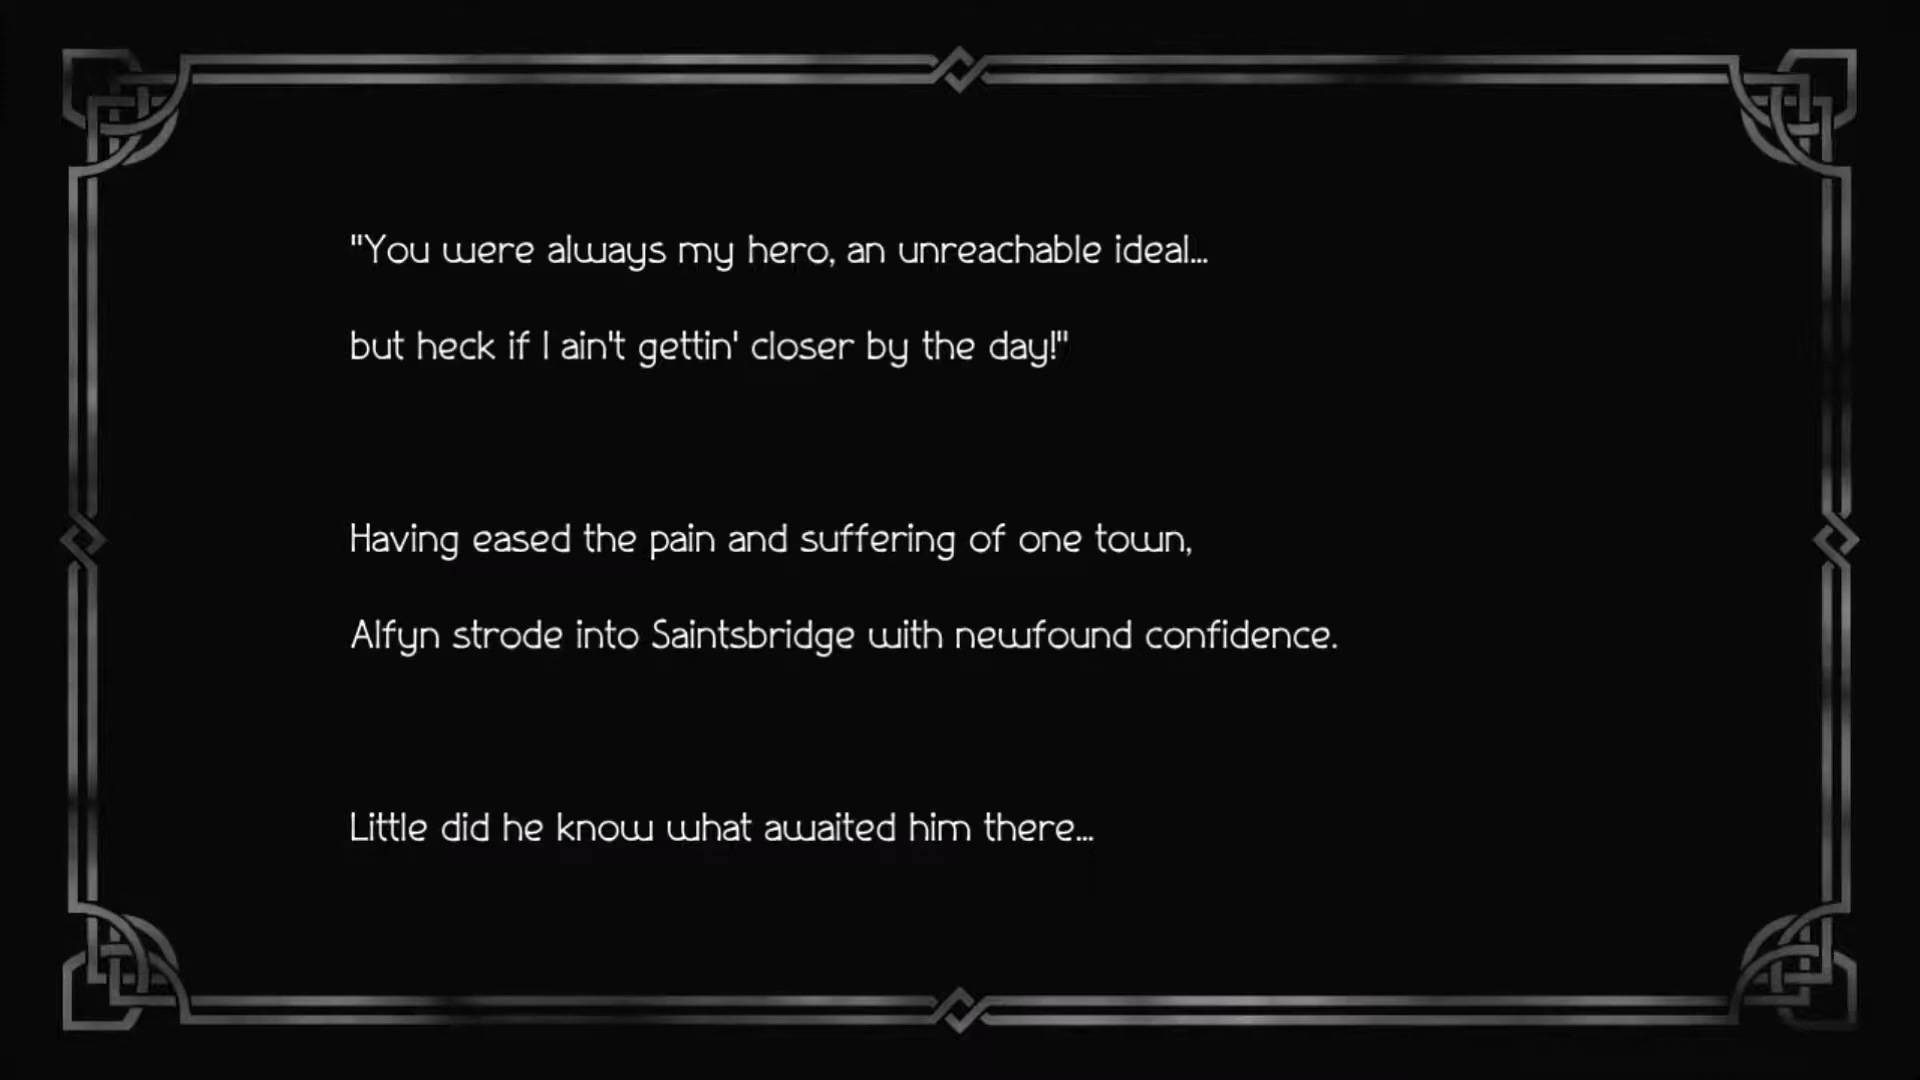 "You were always my hero, an unreachable ideal...
but heck if I ain't gettin' closer by the day!"
Having eased the pain and suffering of one town,
Alfyn strode into Saintsbridge with newfound confidence.
Little did he know what awaited him there...